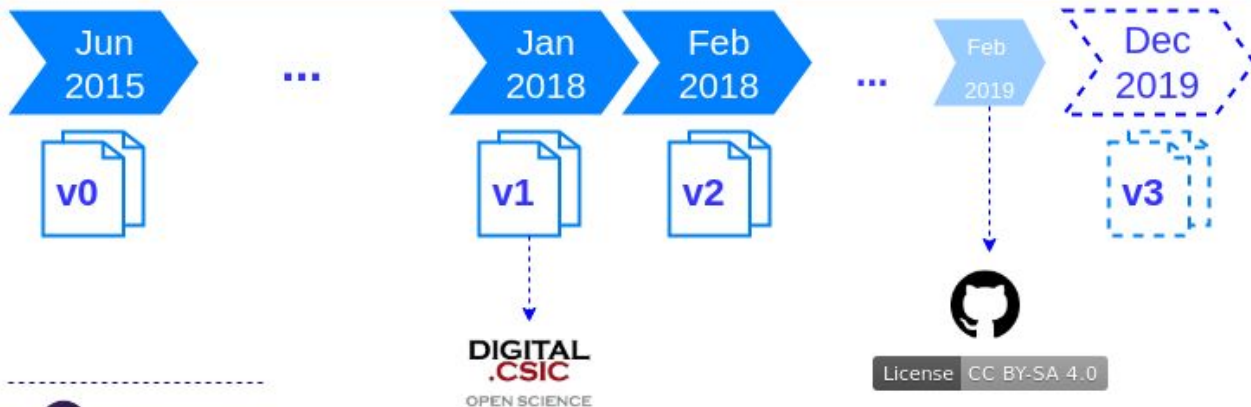 Jun
2015
...
Jan
2018
Feb
2018
...
Feb
2019
Dec
2019
v0
v1
v2
v3
DIGITAL
.CSIC
OPEN SCIENCE
License CC BY-SA 4.0